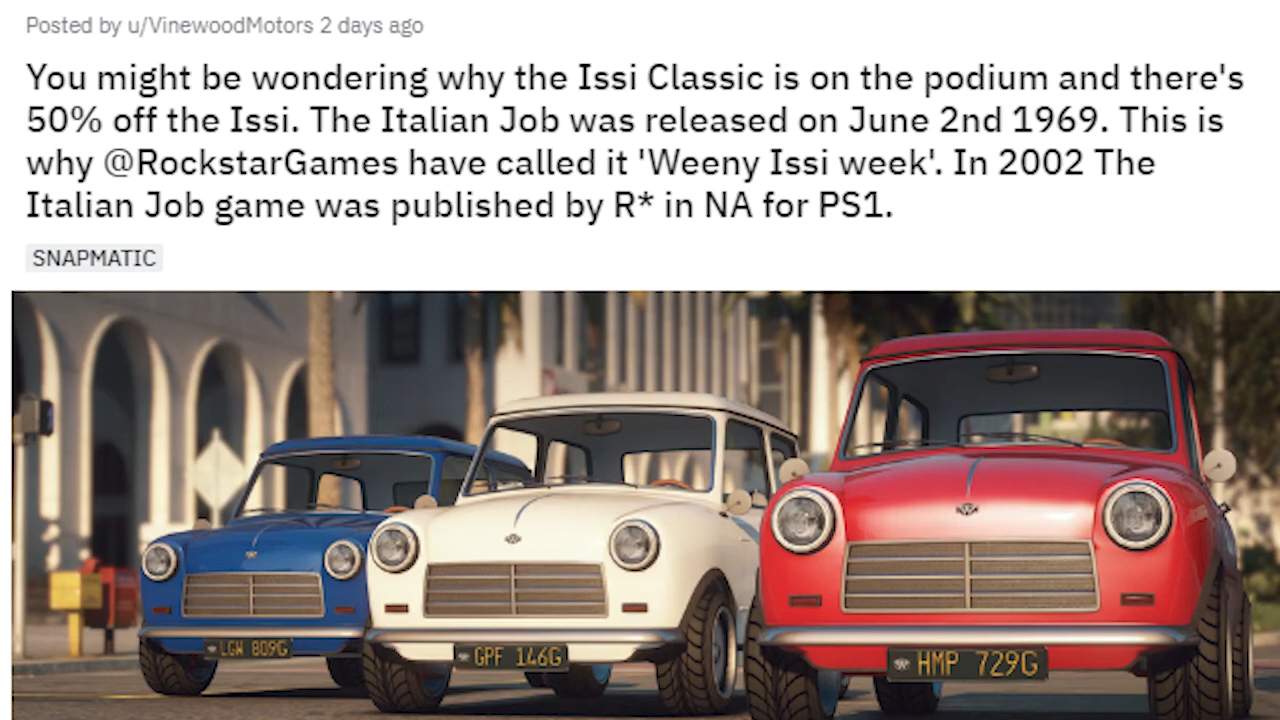 Posted by u/VinewoodMotors 2 days ago
You might be wondering why the Issi Classic is on the podium and there's
50% off the Issi. The Italian Job was released on June 2nd 1969. This is
why @RockstarGames have called it 'Weeny Issi week'. In 2002 The
Italian Job game was published by R* in NA for PS1.
SNAPMATIC
LGW 809G
GPF 146G
HMP 729G